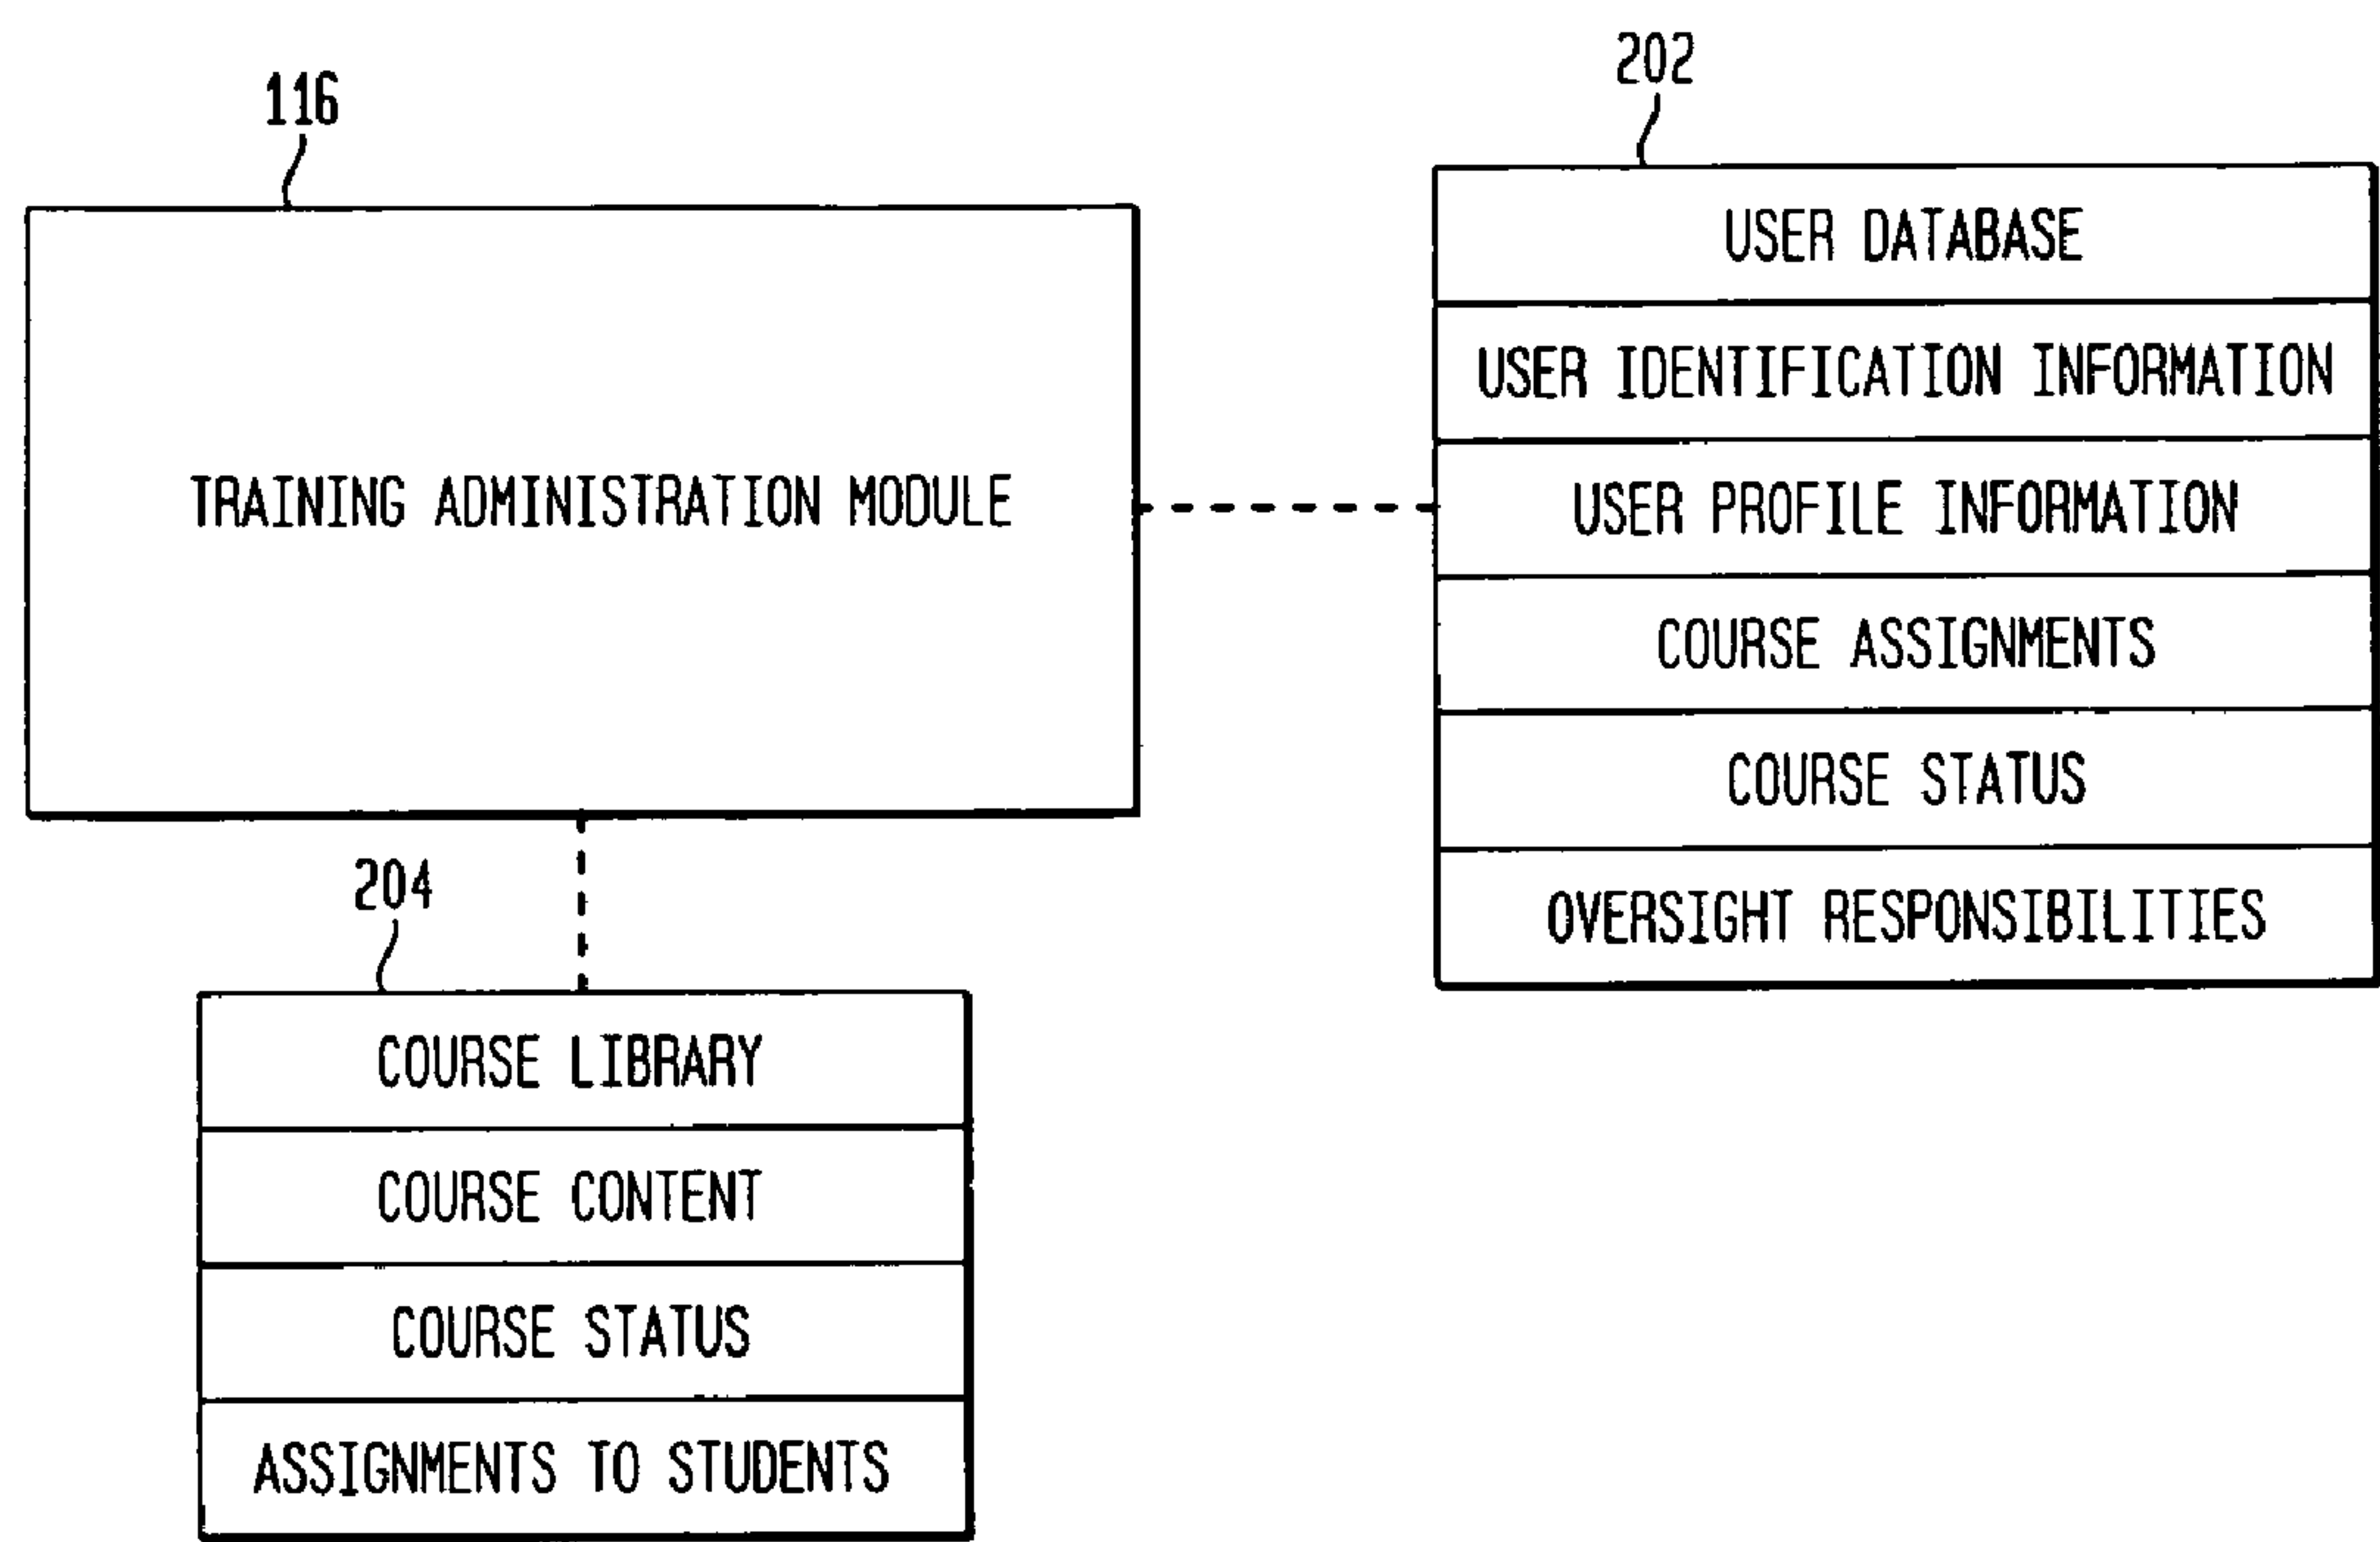 116
TRAINING ADMINISTRATION MODULE
202
USER DATABASE
USER IDENTIFICATION INFORMATION
USER PROFILE INFORMATION
COURSE ASSIGNMENTS
COURSE STATUS
OVERSIGHT RESPONSIBILITIES
204
COURSE LIBRARY
COURSE CONTENT
COURSE STATUS
ASSIGNMENTS TO STUDENTS